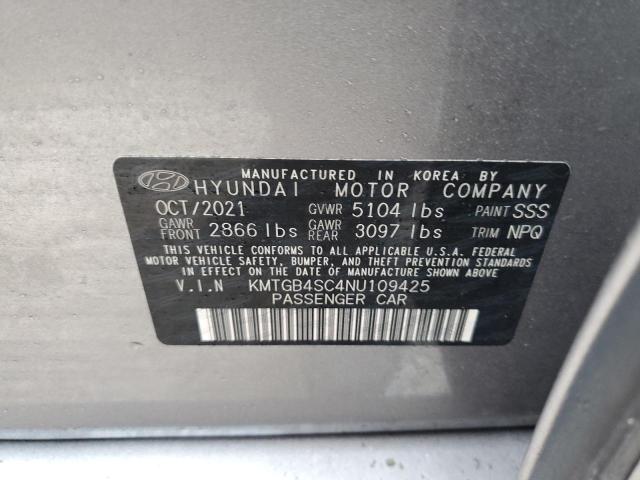 MANUFACTURED IN KOREA BY
HYUNDAI MOTOR COMPANY
OCT/2021 GVWR 5104 lbs PAINT SSS
GAWR FRONT 2866 lbs GAWR REAR 3097 lbs TRIM NPQ
THIS VEHICLE CONFORMS TO ALL APPLICABLE U.S.A. FEDERAL
MOTOR VEHICLE SAFETY, BUMPER, AND THEFT PREVENTION STANDARDS
IN EFFECT ON THE DATE OF MANUFACTURE SHOWN ABOVE
V.I.N KMTGB4SC4NU109425
PASSENGER CAR